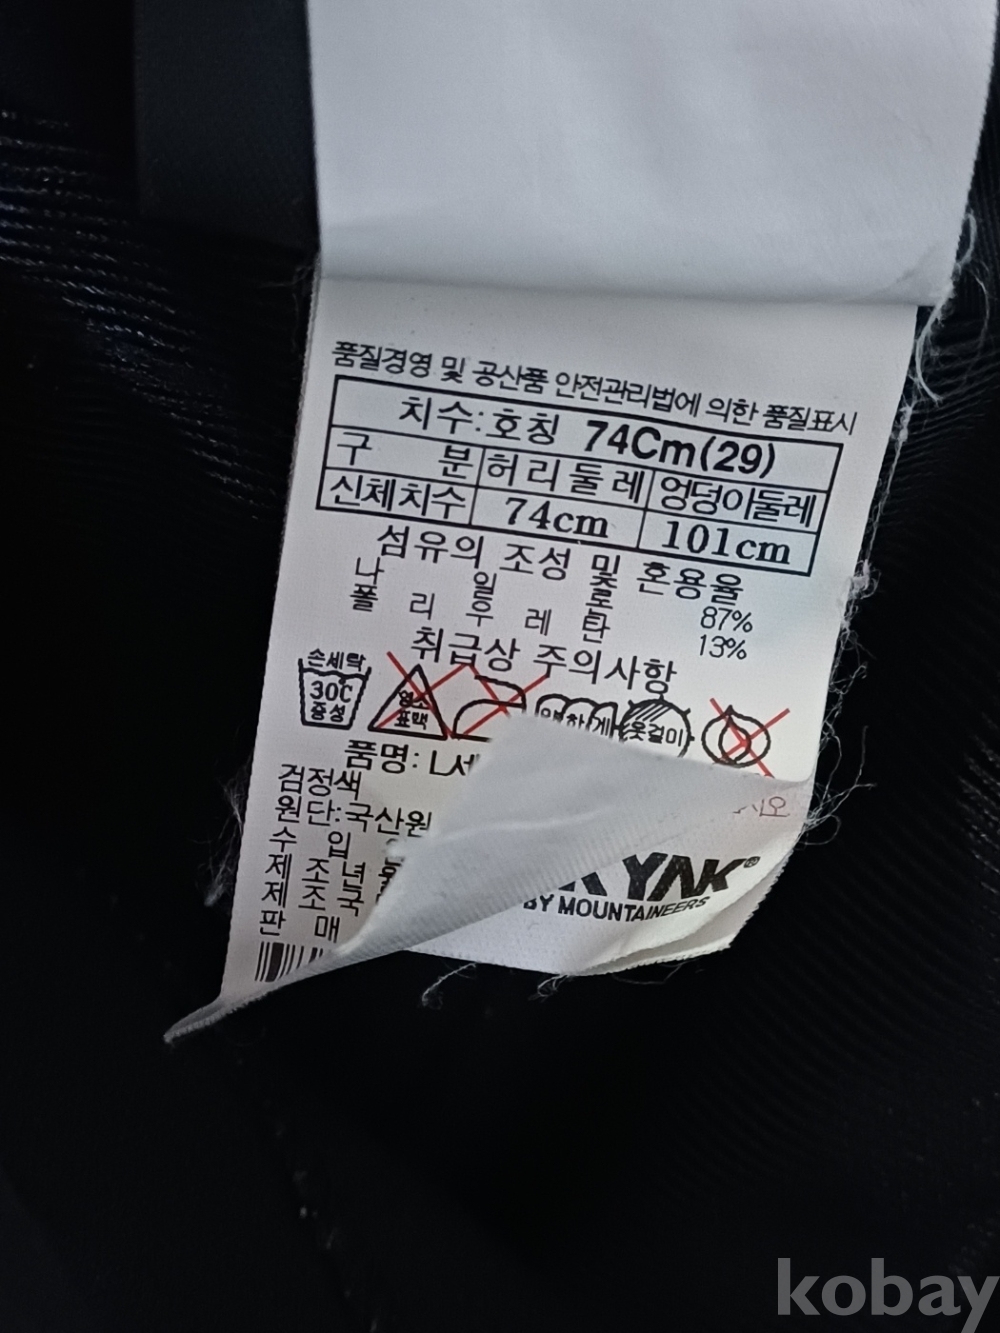 품질경영 및 공산품 안전관리법에 의한 품질표시
치수:호칭 74Cm(29)
구 분 허리둘레 엉덩이둘레
신체치수 74cm 101cm
섬유의 조성 및 혼용율
나 일 론 87%
폴 리 우 레 탄 13%
취급상 주의사항
손세탁
30C
중성
염소
표백
약하게
옷걸이
품명:
검정색
원단:국산원
수 입
제 조 년 월
제 조 국
판 매
YAK®
BY MOUNTAINEERS
kobay